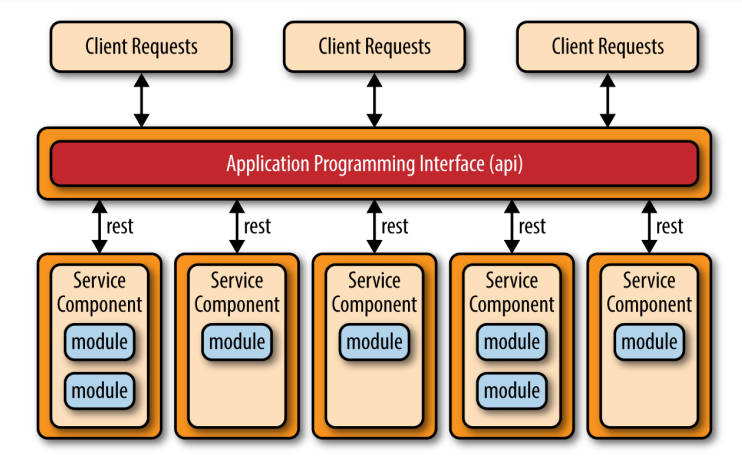 Client Requests
Client Requests
Client Requests
Application Programming Interface (api)
rest
rest
rest
rest
rest
Service
Component
module
module
Service
Component
module
Service
Component
module
Service
Component
module
module
Service
Component
module